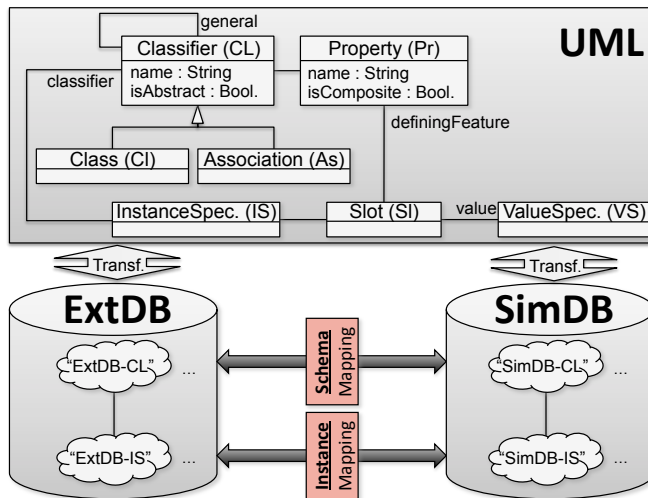 general
UML
Classifier (CL)
name : String
isAbstract : Bool.
Property (Pr)
name : String
isComposite : Bool.
classifier
definingFeature
Class (Cl)
Association (As)
InstanceSpec. (IS)
Slot (Sl)
value
ValueSpec. (VS)
Transf.
Transf.
ExtDB
SimDB
"ExtDB-CL"
...
Schema
Mapping
"SimDB-CL"
...
"ExtDB-IS"
...
Instance
Mapping
"SimDB-IS"
...